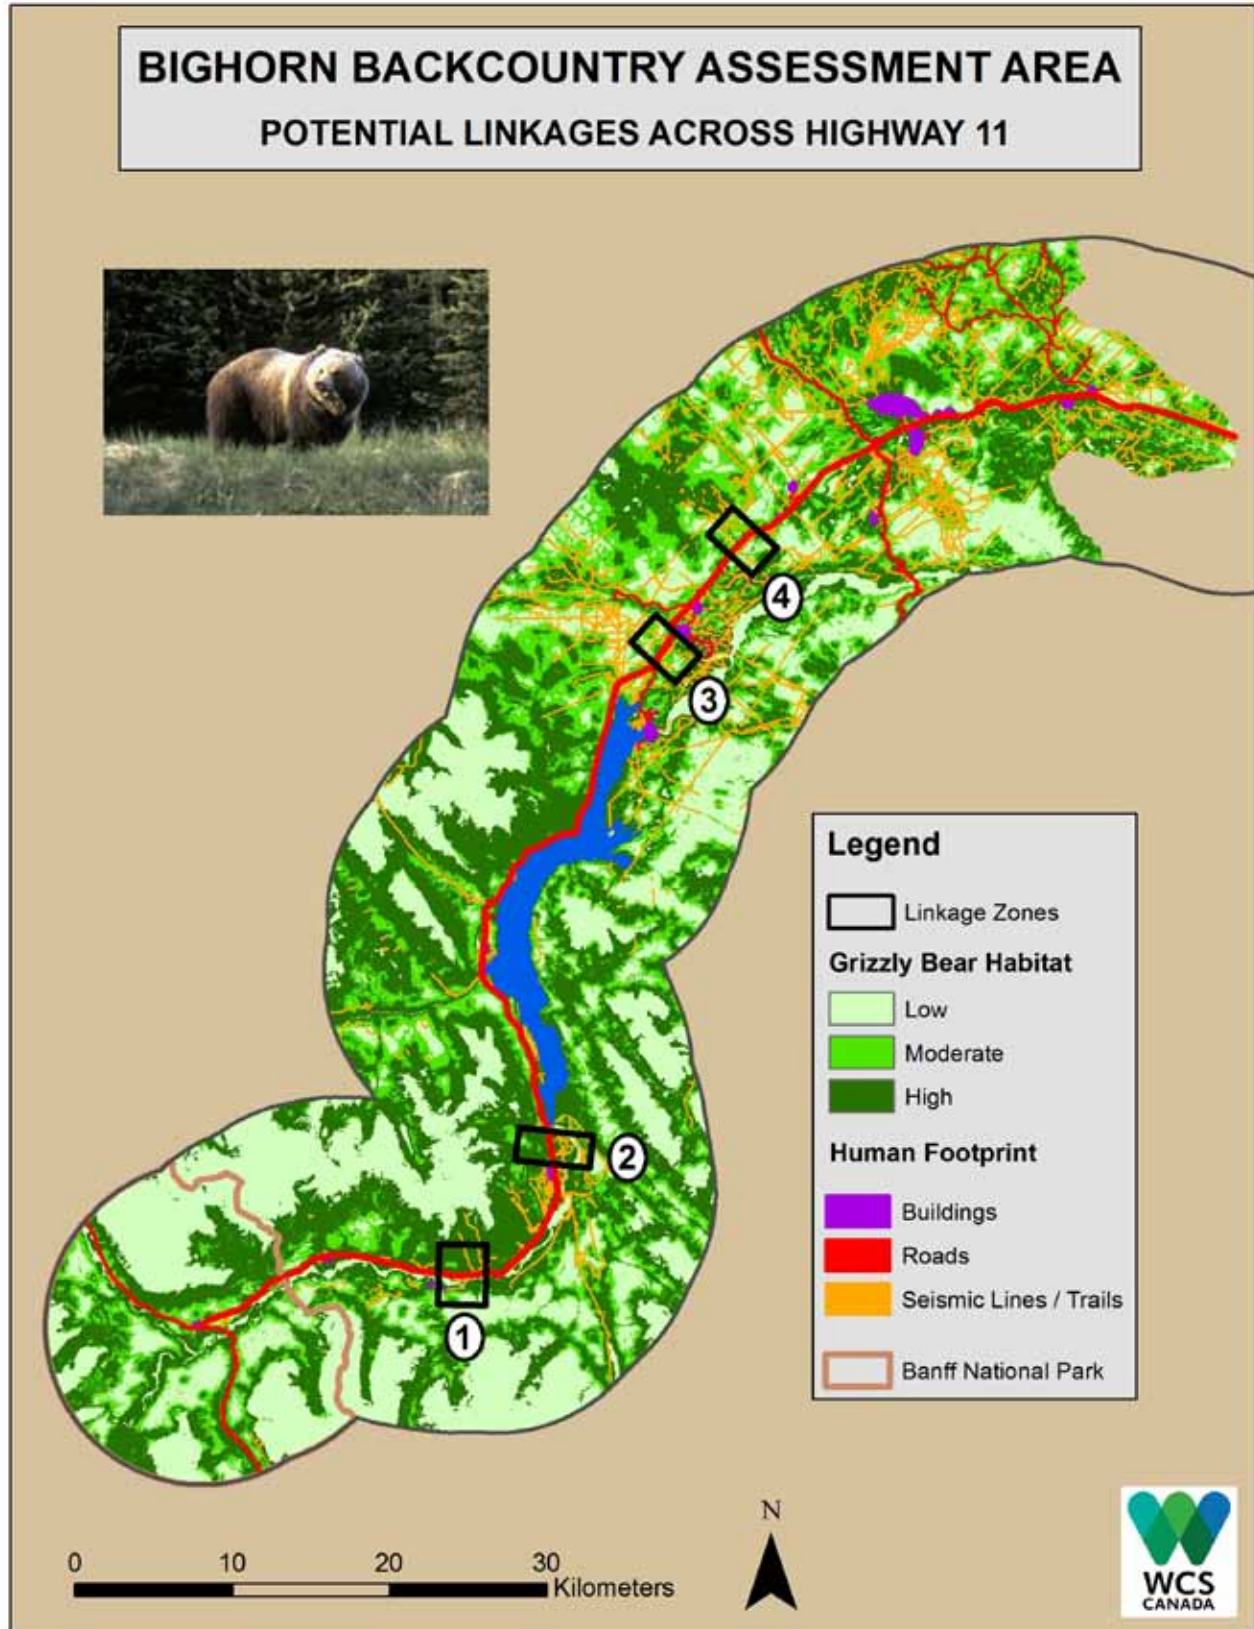 BIGHORN BACKCOUNTRY ASSESSMENT AREA
POTENTIAL LINKAGES ACROSS HIGHWAY 11
4
3
2
1
Legend
Linkage Zones
Grizzly Bear Habitat
Low
Moderate
High
Human Footprint
Buildings
Roads
Seismic Lines / Trails
Banff National Park
0 10 20 30
Kilometers
N
WCS
CANADA